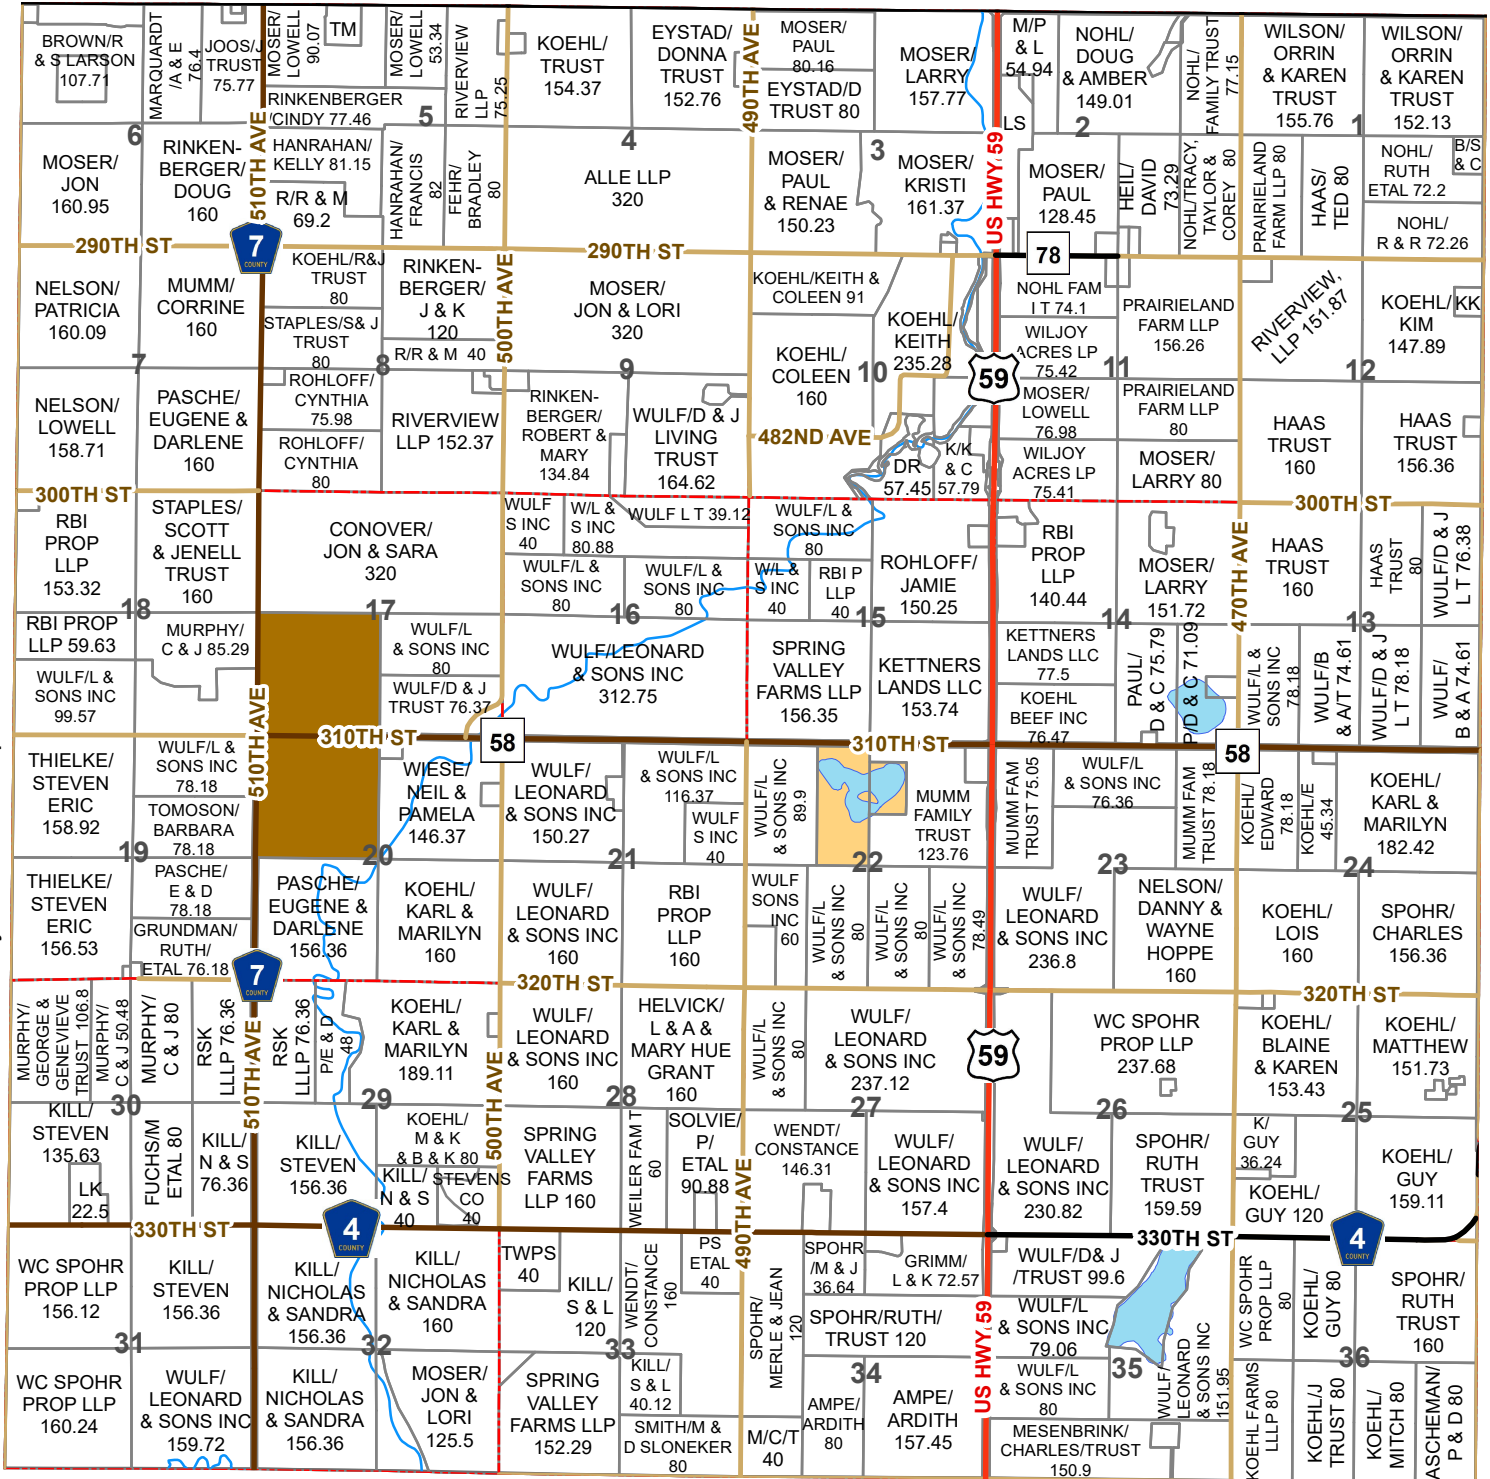 BROWN/R
& S LARSON
107.71
MARQUARDT
/A & E
76.4
JOOS/J
TRUST
75.77
MOSER/
LOWELL
90.07
TM
MOSER/
LOWELL
53.34
RIVERVIEW
LLP
75.25
RINKENBERGER
/CINDY 77.46
5
KOEHL/
TRUST
154.37
EYSTAD/
DONNA
TRUST
152.76
490TH AVE
MOSER/
PAUL
80.16
EYSTAD/D
TRUST 80
MOSER/
LARRY
157.77
M/P
& L
54.94
LS
NOHL/
DOUG
& AMBER
149.01
NOHL/
FAMILY TRUST
77.15
WILSON/
ORRIN
& KAREN
TRUST
155.76
WILSON/
ORRIN
& KAREN
TRUST
152.13
6
4
3
2
1
MOSER/
JON
160.95
RINKEN-
BERGER/
DOUG
160
510TH AVE
HANRAHAN/
KELLY 81.15
R/R & M
69.2
HANRAHAN/
FRANCIS
82
FEHR/
BRADLEY
80
ALLE LLP
320
MOSER/
PAUL
& RENAE
150.23
MOSER/
KRISTI
161.37
US HWY 59
MOSER/
PAUL
128.45
HEIL/
DAVID
73.29
NOHL/TRACY,
TAYLOR &
COREY 80
PRAIRIELAND
FARM LLP 80
HAAS/
TED 80
NOHL/
RUTH
ETAL 72.2
B/S
& C
NOHL/
R & R 72.26
290TH ST
7
COUNTY
290TH ST
78
NELSON/
PATRICIA
160.09
MUMM/
CORRINE
160
KOEHL/R&J
TRUST
80
STAPLES/S& J
TRUST
80
RINKEN-
BERGER/
J & K
120
R/R & M 40
500TH AVE
MOSER/
JON & LORI
320
KOEHL/KEITH &
COLEEN 91
KOEHL/
KEITH
235.28
KOEHL/
COLEEN
160
NOHL FAM
I T 74.1
WILJOY
ACRES LP
75.42
PRAIRIELAND
FARM LLP
156.26
RIVERVIEW,
LLP 151.87
KOEHL/
KIM
147.89
KK
7
8
9
10
11
12
59
NELSON/
LOWELL
158.71
PASCHE/
EUGENE &
DARLENE
160
ROHLOFF/
CYNTHIA
75.98
ROHLOFF/
CYNTHIA
80
RIVERVIEW
LLP 152.37
RINKEN-
BERGER/
ROBERT &
MARY
134.84
WULF/D & J
LIVING
TRUST
164.62
482ND AVE
DR
57.45
K/K
& C
57.79
MOSER/
LOWELL
76.98
WILJOY
ACRES LP
75.41
PRAIRIELAND
FARM LLP
80
MOSER/
LARRY 80
HAAS
TRUST
160
HAAS
TRUST
156.36
300TH ST
300TH ST
RBI
PROP
LLP
153.32
STAPLES/
SCOTT
& JENELL
TRUST
160
CONOVER/
JON & SARA
320
WULF
S INC
40
W/L &
S INC
80.88
WULF L T 39.12
WULF/L &
SONS INC
80
WULF/L &
SONS INC
80
WULF/L &
SONS INC
80
W/L &
S INC
40
RBI P
LLP
40
ROHLOFF/
JAMIE
150.25
RBI
PROP
LLP
140.44
MOSER/
LARRY
151.72
470TH AVE
HAAS
TRUST
160
HAAS
TRUST
80
WULF/D & J
L T 76.38
18
17
16
15
14
13
RBI PROP
LLP 59.63
WULF/L &
SONS INC
99.57
MURPHY/
C & J 85.29
510TH AVE
WULF/L
& SONS INC
80
WULF/D & J
TRUST 76.37
WULF/LEONARD
& SONS INC
312.75
SPRING
VALLEY
FARMS LLP
156.35
KETTNERS
LANDS LLC
153.74
KETTNERS
LANDS LLC
77.5
KOEHL
BEEF INC
76.47
PAUL/
D & C 75.79
P/D & C 71.09
WULF/L &
SONS INC
78.18
WULF/B
& A/T 74.61
WULF/D & J
L T 78.18
WULF/
B & A 74.61
310TH ST
58
310TH ST
58
THIELKE/
STEVEN
ERIC
158.92
WULF/L &
SONS INC
78.18
TOMOSON/
BARBARA
78.18
WIESE/
NEIL &
PAMELA
146.37
WULF/
LEONARD
& SONS INC
150.27
WULF/L
& SONS INC
116.37
WULF
S INC
40
WULF/L
& SONS INC
89.9
MUMM
FAMILY
TRUST
123.76
MUMM FAM
TRUST 75.05
WULF/L
& SONS INC
76.36
MUMM FAM
TRUST 78.18
KOEHL/
EDWARD
78.18
KOEHL/E
45.34
KOEHL/
KARL &
MARILYN
182.42
19
20
21
22
23
24
THIELKE/
STEVEN
ERIC
156.53
PASCHE/
E & D
78.18
GRUNDMAN/
RUTH/
ETAL 76.18
PASCHE/
EUGENE &
DARLENE
156.36
KOEHL/
KARL &
MARILYN
160
WULF/
LEONARD
& SONS INC
160
RBI
PROP
LLP
160
WULF
SONS
INC
60
WULF/L
& SONS INC
80
WULF/L
& SONS INC
80
WULF/L
& SONS INC
78.49
WULF/
LEONARD
& SONS INC
236.8
NELSON/
DANNY &
WAYNE
HOPPE
160
KOEHL/
LOIS
160
SPOHR/
CHARLES
156.36
7
COUNTY
320TH ST
320TH ST
MURPHY/
GEORGE &
GENEVIEVE
TRUST 106.8
MURPHY/
C & J 50.48
MURPHY/
C & J 80
RSK
LLLP 76.36
510TH AVE
RSK
LLLP 76.36
P/E & D
48
KOEHL/
KARL &
MARILYN
189.11
500TH AVE
WULF/
LEONARD
& SONS INC
160
HELVICK/
L & A &
MARY HUE
GRANT
160
WULF/L
& SONS INC
80
WULF/
LEONARD
& SONS INC
237.12
59
WC SPOHR
PROP LLP
237.68
KOEHL/
BLAINE
& KAREN
153.43
KOEHL/
MATTHEW
151.73
30
29
28
27
26
25
KILL/
STEVEN
135.63
LK
22.5
FUCHS/M
ETAL 80
KILL/
N & S
76.36
KILL/
STEVEN
156.36
KOEHL/
M & K
& B & K 80
KILL/
N & S
40
STEVENS
CO
40
SPRING
VALLEY
FARMS
LLP 160
WEILER FAM T
60
SOLVIE/
P/
ETAL
90.88
490TH AVE
WENDT/
CONSTANCE
146.31
WULF/
LEONARD
& SONS INC
157.4
WULF/
LEONARD
& SONS INC
230.82
SPOHR/
RUTH
TRUST
159.59
K/
GUY
36.24
KOEHL/
GUY 120
KOEHL/
GUY
159.11
330TH ST
4
COUNTY
330TH ST
4
COUNTY
WC SPOHR
PROP LLP
156.12
KILL/
STEVEN
156.36
KILL/
NICHOLAS
& SANDRA
156.36
KILL/
NICHOLAS
& SANDRA
160
TWPS
40
KILL/
S & L
120
WENDT/
CONSTANCE
160
PS
ETAL
40
SPOHR/
MERLE & JEAN
120
SPOHR
/M & J
36.64
GRIMM/
L & K 72.57
SPOHR/RUTH/
TRUST 120
US HWY 59
WULF/D& J
/TRUST 99.6
WULF/L
& SONS INC
79.06
WC SPOHR
PROP LLP
80
KOEHL/
GUY 80
SPOHR/
RUTH
TRUST
160
31
32
33
34
35
36
WC SPOHR
PROP LLP
160.24
WULF/
LEONARD
& SONS INC
159.72
KILL/
NICHOLAS
& SANDRA
156.36
MOSER/
JON &
LORI
125.5
SPRING
VALLEY
FARMS LLP
152.29
KILL/
S & L
40.12
SMITH/M &
D SLONEKER
80
M/C/T
40
AMPE/
ARDITH
80
AMPE/
ARDITH
157.45
WULF/L
& SONS INC
80
MESENBRINK/
CHARLES/TRUST
150.9
WULF/
LEONARD
& SONS INC
151.95
KOEHL FARMS
LLLP 80
KOEHL/J
TRUST 80
KOEHL/
MITCH 80
ASCHEMAN/
P & D 80